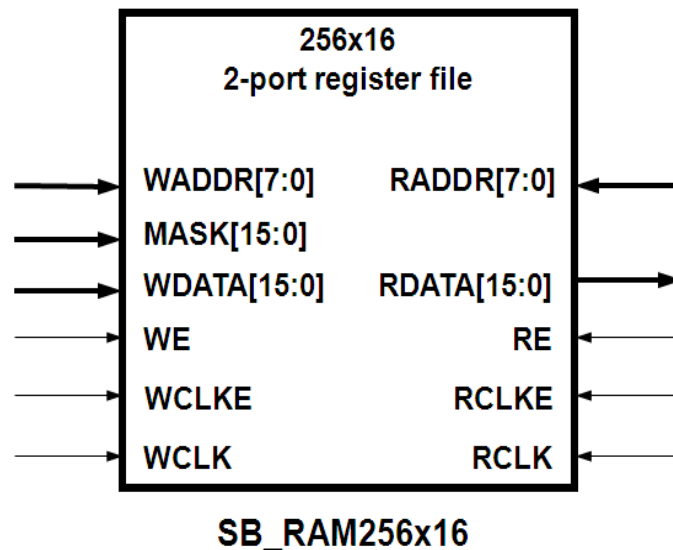 256x16
2-port register file
WADDR[7:0] RADDR[7:0]
MASK[15:0]
WDATA[15:0] RDATA[15:0]
WE RE
WCLKE RCLKE
WCLK RCLK
SB_RAM256x16